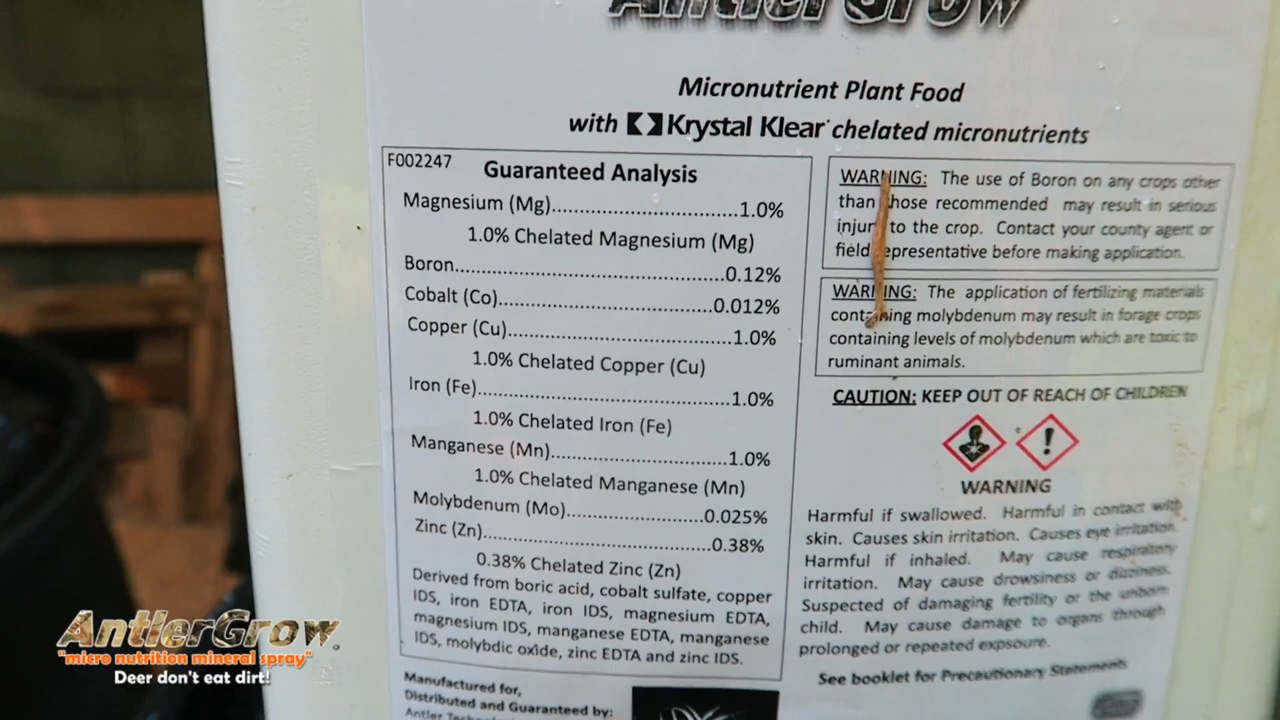 AntlerGrow
Micronutrient Plant Food
with Krystal Klear chelated micronutrients
F002247
Guaranteed Analysis
Magnesium (Mg)..............................1.0%
1.0% Chelated Magnesium (Mg)
Boron...........................................0.12%
Cobalt (Co)..................................0.012%
Copper (Cu)....................................1.0%
1.0% Chelated Copper (Cu)
Iron (Fe).........................................1.0%
1.0% Chelated Iron (Fe)
Manganese (Mn).............................1.0%
1.0% Chelated Manganese (Mn)
Molybdenum (Mo)......................0.025%
Zinc (Zn).....................................0.38%
0.38% Chelated Zinc (Zn)
Derived from boric acid, cobalt sulfate, copper
IDS, iron EDTA, iron IDS, magnesium EDTA,
magnesium IDS, manganese EDTA, manganese
IDS, molybdic oxide, zinc EDTA and zinc IDS.
Manufactured for,
Distributed and Guaranteed by:
Antler
WARNING: The use of Boron on any crops other
than those recommended may result in serious
injury to the crop. Contact your county agent or
field representative before making application.
WARNING: The application of fertilizing materials
containing molybdenum may result in forage crops
containing levels of molybdenum which are toxic to
ruminant animals.
CAUTION: KEEP OUT OF REACH OF CHILDREN
WARNING
Harmful if swallowed. Harmful in contact with
skin. Causes skin irritation. Causes eye irritation.
Harmful if inhaled. May cause respiratory
irritation. May cause drowsiness or dizziness.
Suspected of damaging fertility or the unborn
child. May cause damage to organs through
prolonged or repeated exposure.
See booklet for Precautionary Statements
AntlerGrow
"micro nutrition mineral spray"
Deer don't eat dirt!